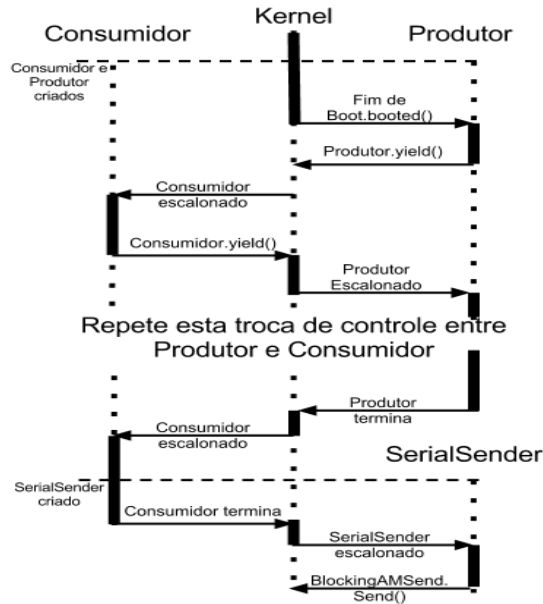 Kernel
Consumidor
Produtor
Consumidor e
Produtor
criados
Fim de
Boot.booted()
Produtor.yield()
Consumidor
escalonado
Consumidor.yield()
Produtor
Escalonado
Repete esta troca de controle entre
Produtor e Consumidor
Produtor
termina
Consumidor
escalonado
SerialSender
SerialSender
criado
Consumidor termina
SerialSender
escalonado
BlockingAMSend.
Send()